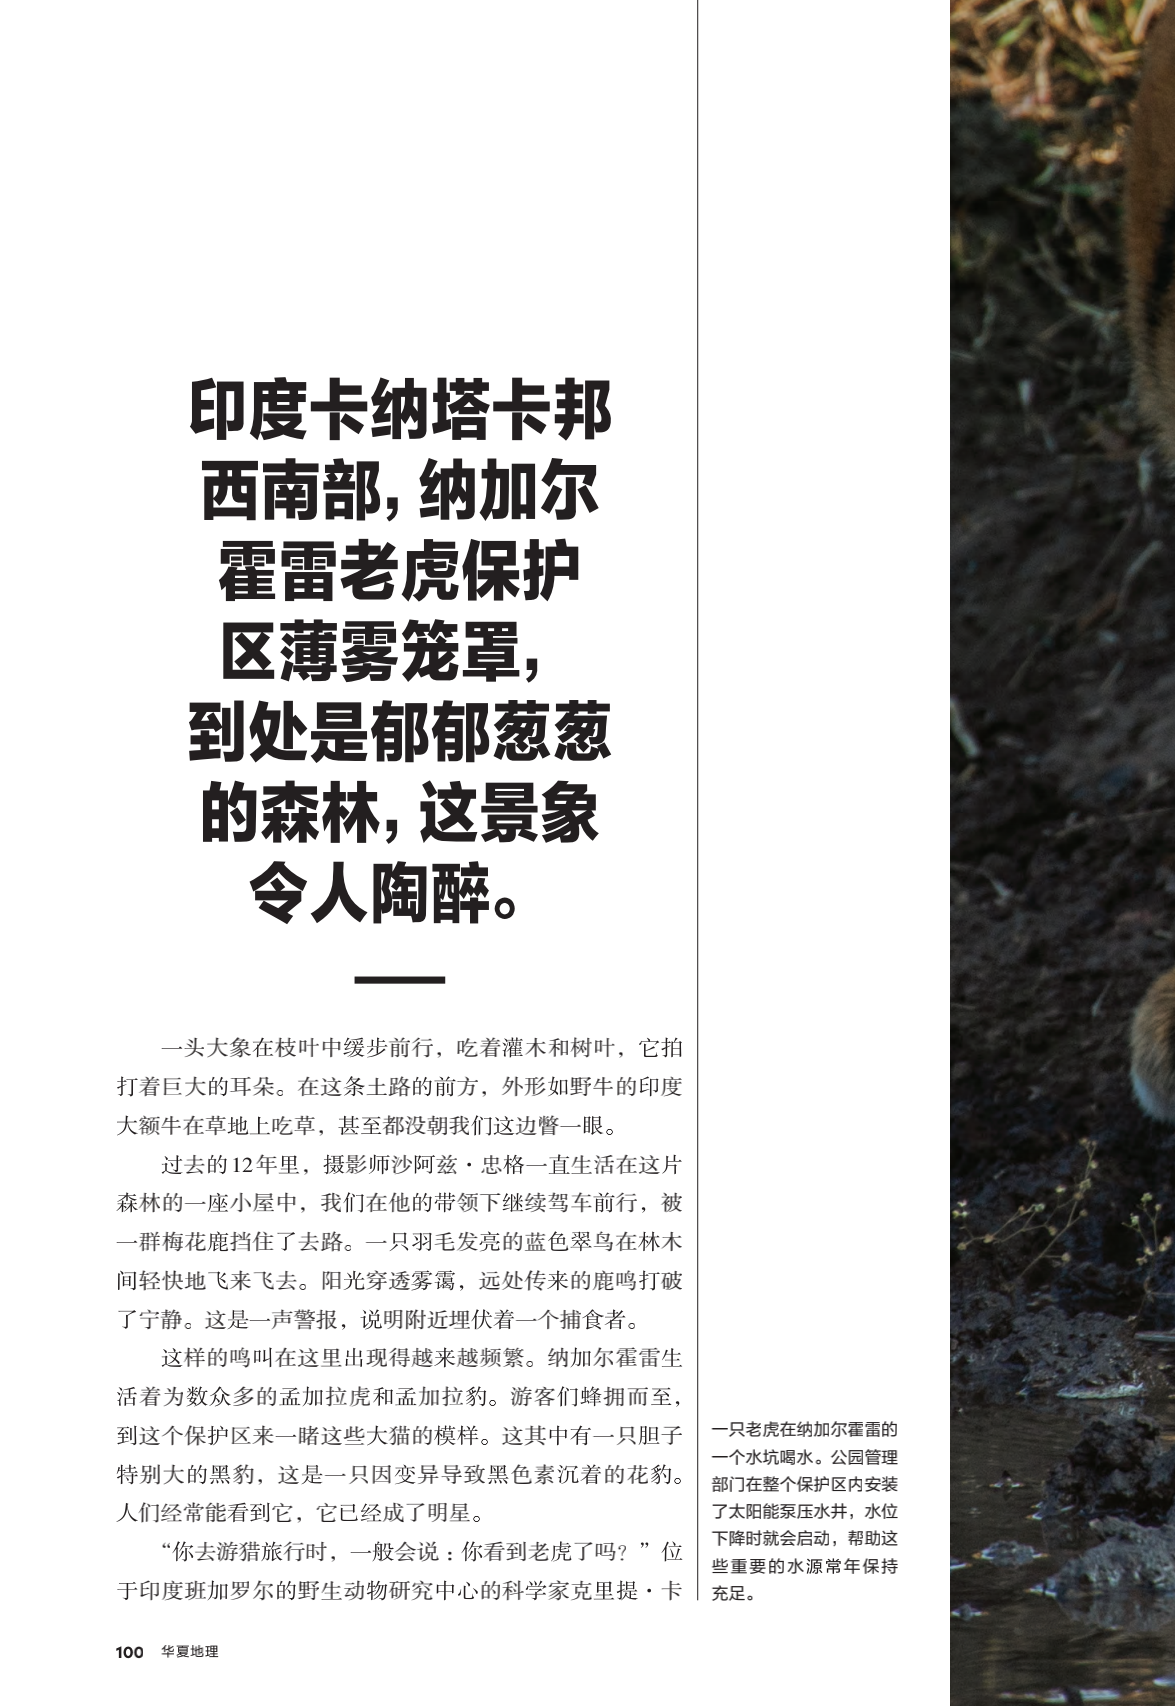 印度卡纳塔卡邦
西南部，纳加尔
霍雷老虎保护
区薄雾笼罩，
到处是郁郁葱葱
的森林，这景象
令人陶醉。
一头大象在枝叶中缓步前行，吃着灌木和树叶，它拍
打着巨大的耳朵。在这条土路的前方，外形如野牛的印度
大额牛在草地上吃草，甚至都没朝我们这边瞥一眼。
过去的12年里，摄影师沙阿兹·忠格一直生活在这片
森林的一座小屋中，我们在他的带领下继续驾车前行，被
一群梅花鹿挡住了去路。一只羽毛发亮的蓝色翠鸟在林木
间轻快地飞来飞去。阳光穿透雾霭，远处传来的鹿鸣打破
了宁静。这是一声警报，说明附近埋伏着一个捕食者。
这样的鸣叫在这里出现得越来越频繁。纳加尔霍雷生
活着为数众多的孟加拉虎和孟加拉豹。游客们蜂拥而至，
到这个保护区来一睹这些大猫的模样。这其中有一只胆子
特别大的黑豹，这是一只因变异导致黑色素沉着的花豹。
人们经常能看到它，它已经成了明星。
“你去游猎旅行时，一般会说：你看到老虎了吗？”位
于印度班加罗尔的野生动物研究中心的科学家克里提·卡
一只老虎在纳加尔霍雷的
一个水坑喝水。公园管理
部门在整个保护区内安装
了太阳能泵压水井，水位
下降时就会启动，帮助这
些重要的水源常年保持
充足。
100 华夏地理